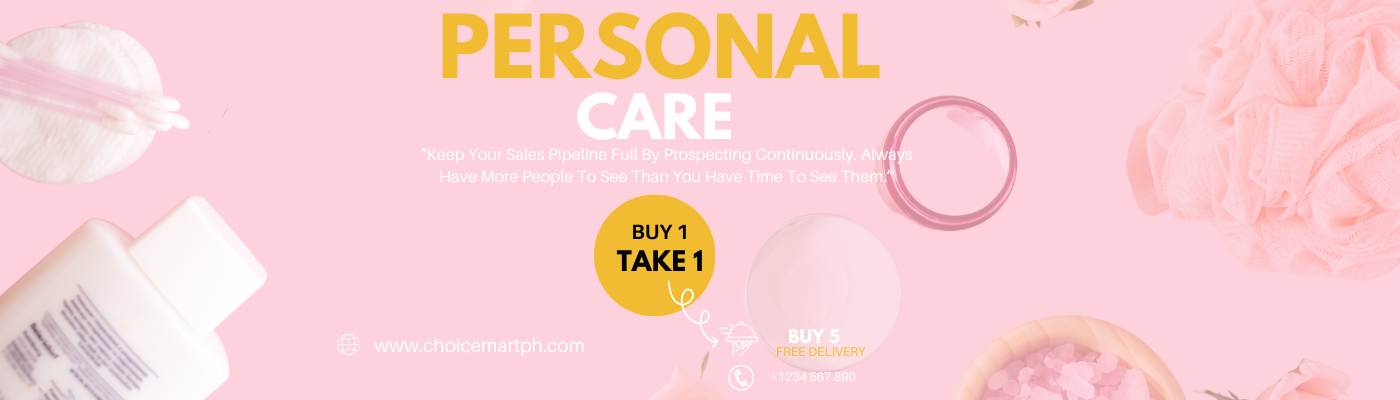 PERSONAL
CARE
“Keep Your Sales Pipeline Full By Prospecting Continuously. Always
Have More People To See Than You Have Time To See Them.”
BUY 1
TAKE 1
www.choicemartph.com
BUY 5
FREE DELIVERY
+1234 567 890